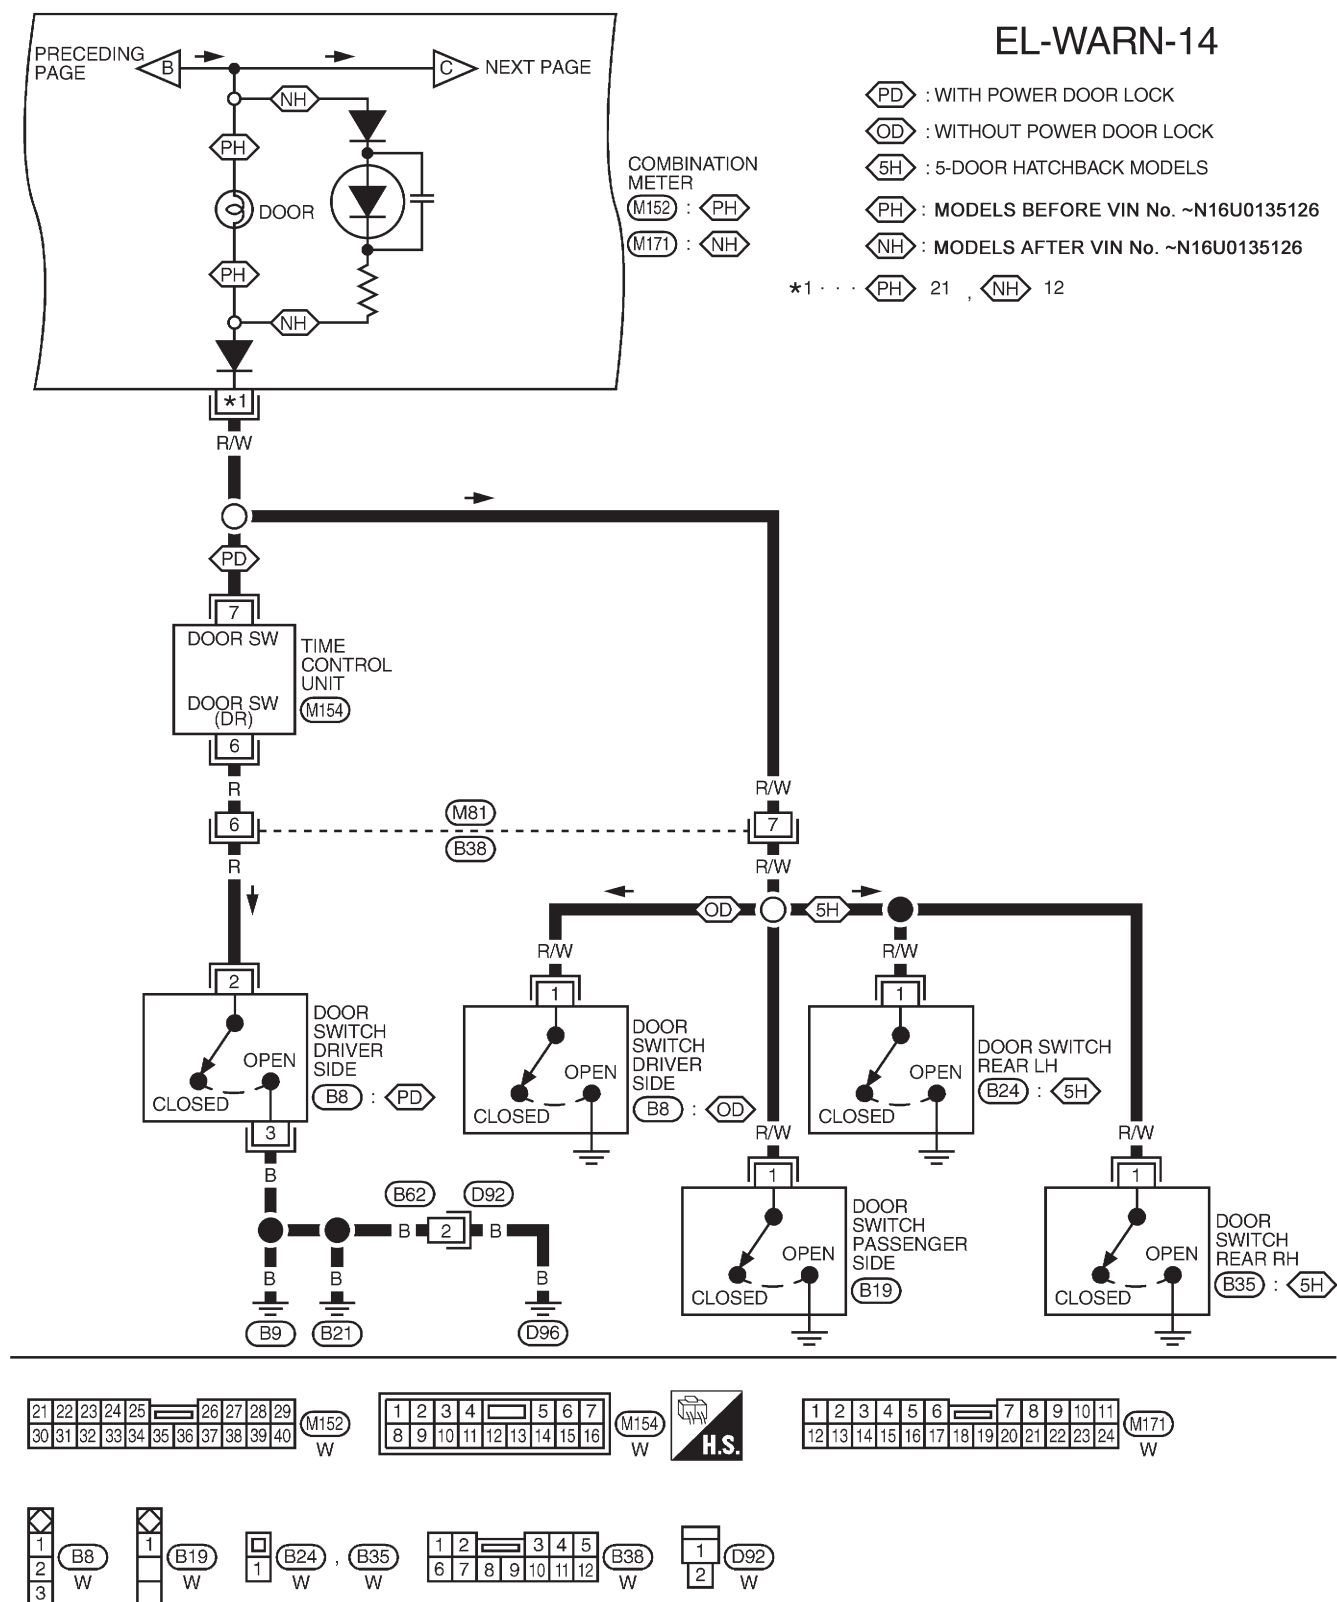 EL-WARN-14
PRECEDING
PAGE
B
C
NEXT PAGE
NH
PH
DOOR
PH
NH
COMBINATION
METER
M152 : PH
M171 : NH
PD : WITH POWER DOOR LOCK
OD : WITHOUT POWER DOOR LOCK
5H : 5-DOOR HATCHBACK MODELS
PH : MODELS BEFORE VIN No. ~N16U0135126
NH : MODELS AFTER VIN No. ~N16U0135126
*1 · · · PH 21 , NH 12
*1
R/W
PD
7
DOOR SW
DOOR SW
(DR)
TIME
CONTROL
UNIT
M154
6
R
R/W
6
M81
B38
7
R
R/W
OD
5H
R/W
R/W
2
1
1
DOOR
SWITCH
DRIVER
SIDE
B8 : PD
OPEN
CLOSED
DOOR
SWITCH
DRIVER
SIDE
B8 : OD
OPEN
CLOSED
DOOR SWITCH
REAR LH
B24 : 5H
OPEN
CLOSED
3
R/W
R/W
B
1
1
B62
D92
B
2
B
B
B
B
B9
B21
D96
DOOR
SWITCH
PASSENGER
SIDE
B19
OPEN
CLOSED
DOOR
SWITCH
REAR RH
B35 : 5H
OPEN
CLOSED
21 22 23 24 25 26 27 28 29
30 31 32 33 34 35 36 37 38 39 40
M152
W
1 2 3 4 5 6 7
8 9 10 11 12 13 14 15 16
M154
W
H.S.
1 2 3 4 5 6 7 8 9 10 11
12 13 14 15 16 17 18 19 20 21 22 23 24
M171
W
1
2
3
B8
W
1
B19
W
1
B24 , B35
W W
1 2 3 4 5
6 7 8 9 10 11 12
B38
W
1
2
D92
W